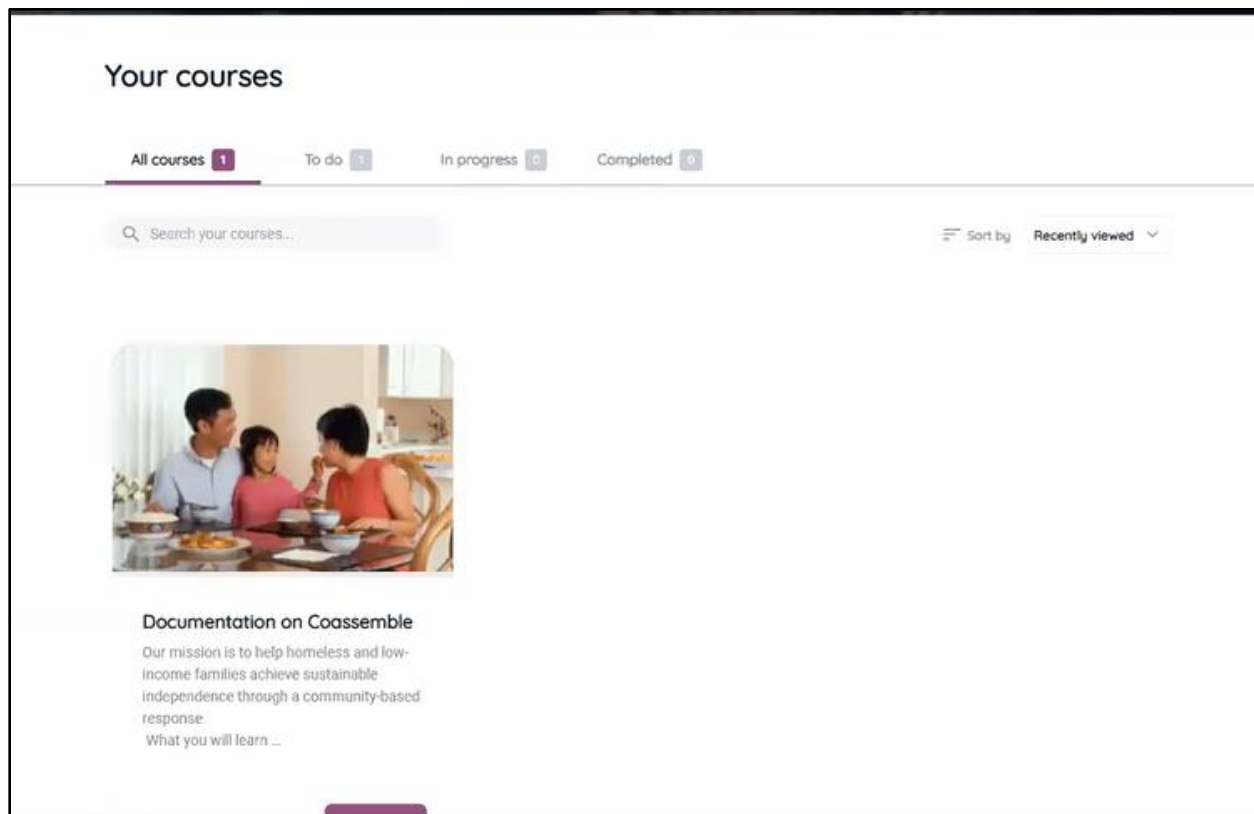 Your courses
All courses 1 To do 1 In progress 0 Completed 0
Search your courses... Sort by Recently viewed
Documentation on Coassemble
Our mission is to help homeless and low-
income families achieve sustainable
independence through a community-based
response.
What you will learn ...